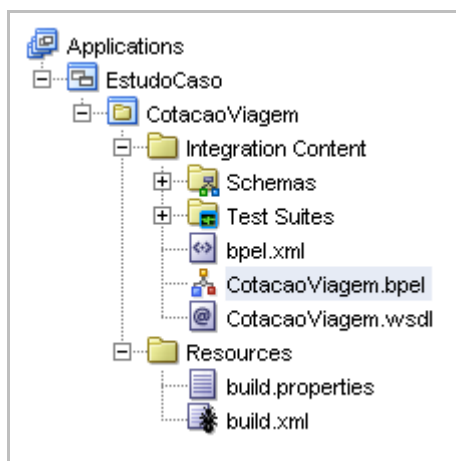 Applications
EstudoCaso
CotacaoViagem
Integration Content
Schemas
Test Suites
bpel.xml
CotacaoViagem.bpel
CotacaoViagem.wsdl
Resources
build.properties
build.xml